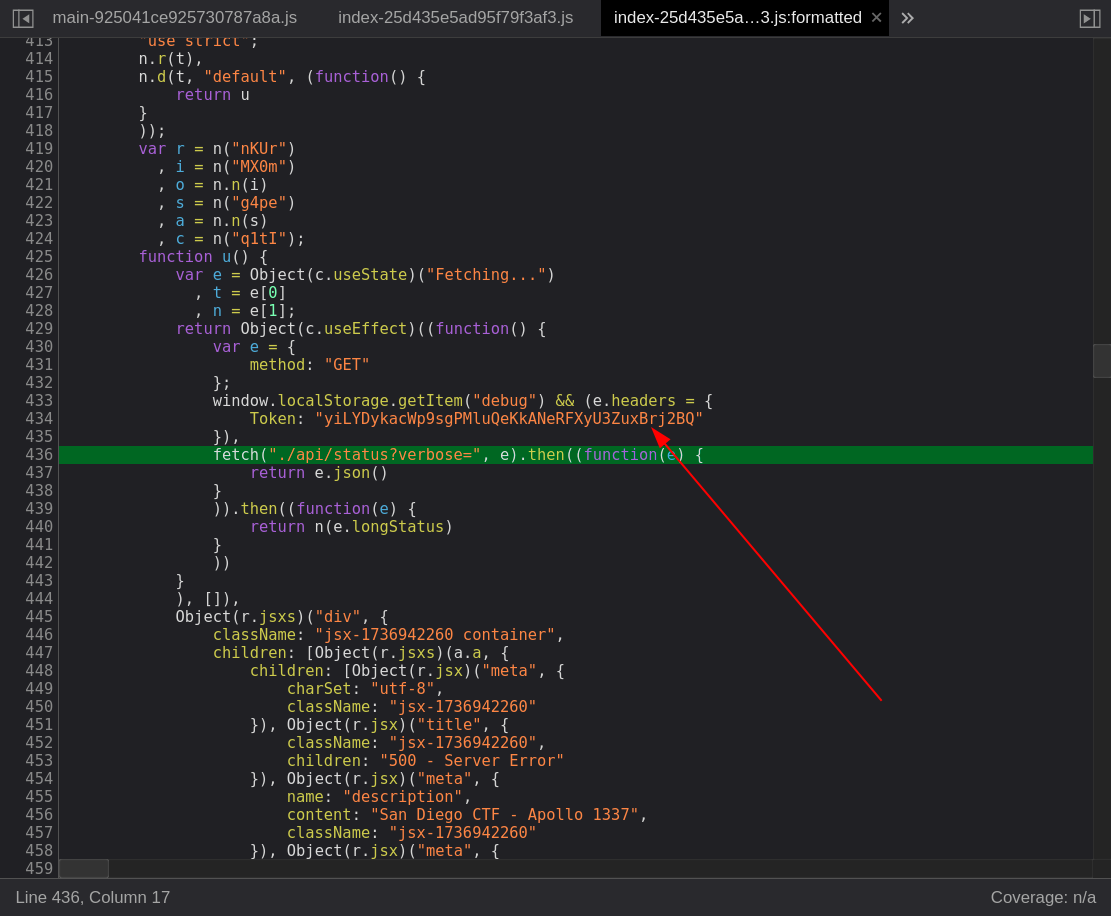 main-925041ce925730787a8a.js index-25d435e5ad95f79f3af3.js index-25d435e5a…3.js:formatted ✕ »
413 "use strict";
414 n.r(t),
415 n.d(t, "default", (function() {
416 return u
417 }
418 ));
419 var r = n("nKUr")
420 , i = n("MX0m")
421 , o = n.n(i)
422 , s = n("g4pe")
423 , a = n.n(s)
424 , c = n("q1tI");
425 function u() {
426 var e = Object(c.useState)("Fetching...")
427 , t = e[0]
428 , n = e[1];
429 return Object(c.useEffect)((function() {
430 var e = {
431 method: "GET"
432 };
433 window.localStorage.getItem("debug") && (e.headers = {
434 Token: "yiLYDykacWp9sgPMluQeKkANeRFXyU3ZuxBrj2BQ"
435 }),
436 fetch("./api/status?verbose=", e).then((function(e) {
437 return e.json()
438 }
439 )).then((function(e) {
440 return n(e.longStatus)
441 }
442 ))
443 }
444 ), []),
445 Object(r.jsxs)("div", {
446 className: "jsx-1736942260 container",
447 children: [Object(r.jsxs)(a.a, {
448 children: [Object(r.jsx)("meta", {
449 charSet: "utf-8",
450 className: "jsx-1736942260"
451 }), Object(r.jsx)("title", {
452 className: "jsx-1736942260",
453 children: "500 - Server Error"
454 }), Object(r.jsx)("meta", {
455 name: "description",
456 content: "San Diego CTF - Apollo 1337",
457 className: "jsx-1736942260"
458 }), Object(r.jsx)("meta", {
459
Line 436, Column 17 Coverage: n/a